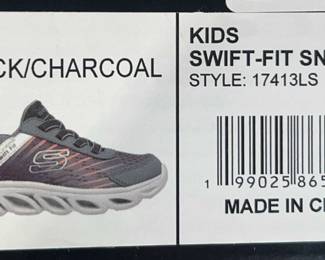 CK/CHARCOAL
KIDS
SWIFT-FIT SN
STYLE: 17413LS
1 99025 865
MADE IN C